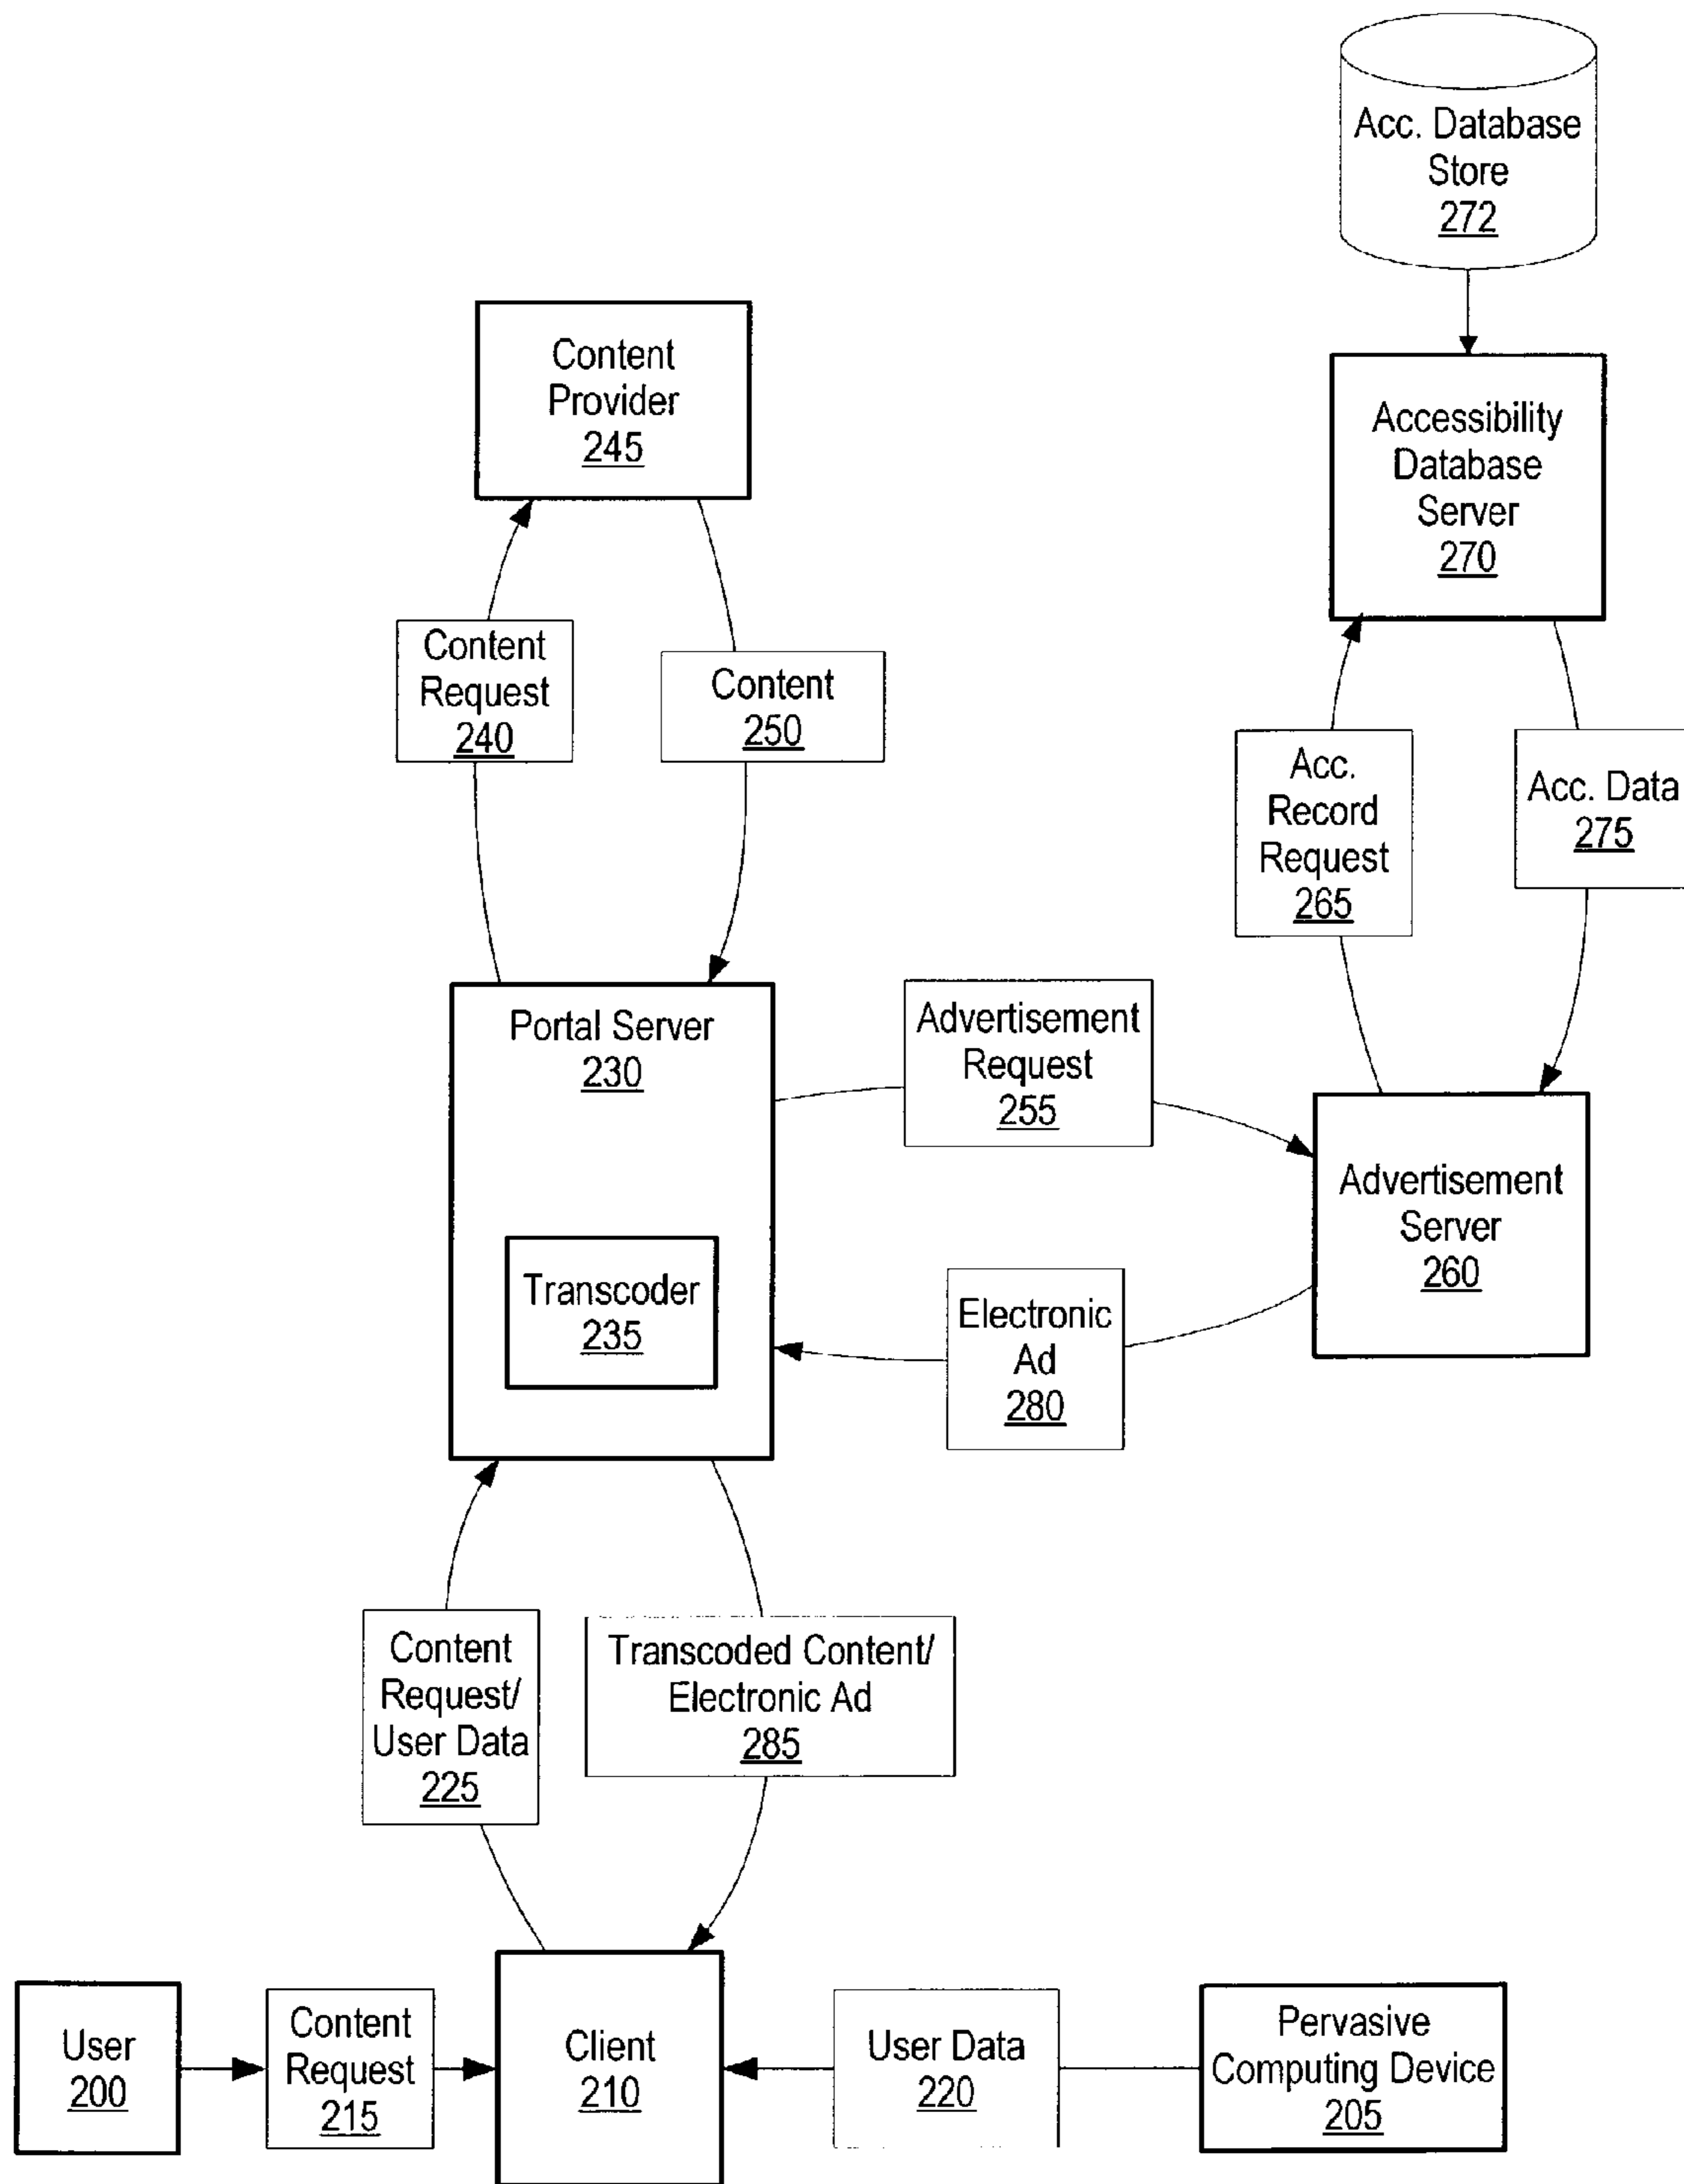 Acc. Database
Store
272
Content
Provider
245
Accessibility
Database
Server
270
Content
Request
240
Content
250
Acc.
Record
Request
265
Acc. Data
275
Portal Server
230
Advertisement
Request
255
Advertisement
Server
260
Transcoder
235
Electronic
Ad
280
Content
Request/
User Data
225
Transcoded Content/
Electronic Ad
285
User
200
Content
Request
215
Client
210
User Data
220
Pervasive
Computing Device
205